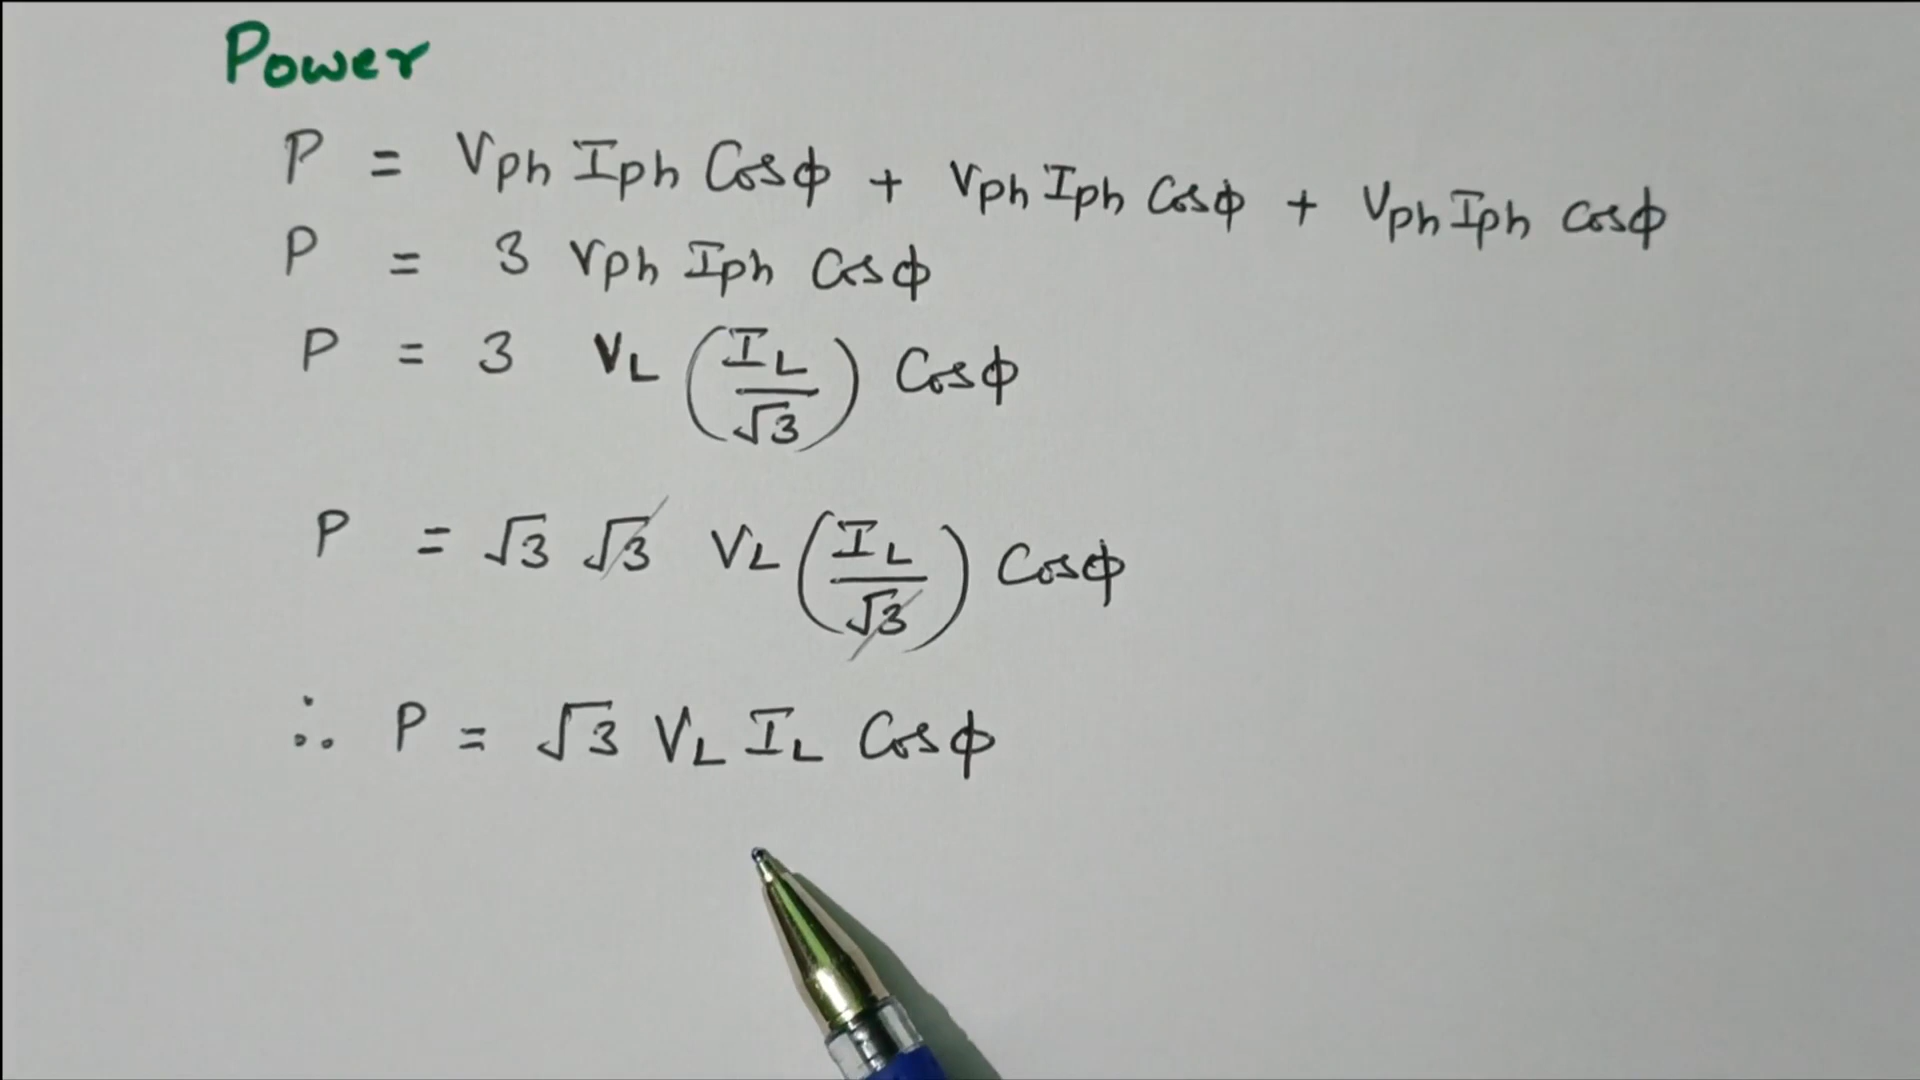 Power
P = Vph Iph Cosφ + Vph Iph Cosφ + Vph Iph Cosφ
P = 3 Vph Iph Cosφ
P = 3 VL (IL/√3) Cosφ
P = √3 √3 VL (IL/√3) Cosφ
∴ P = √3 VL IL Cosφ